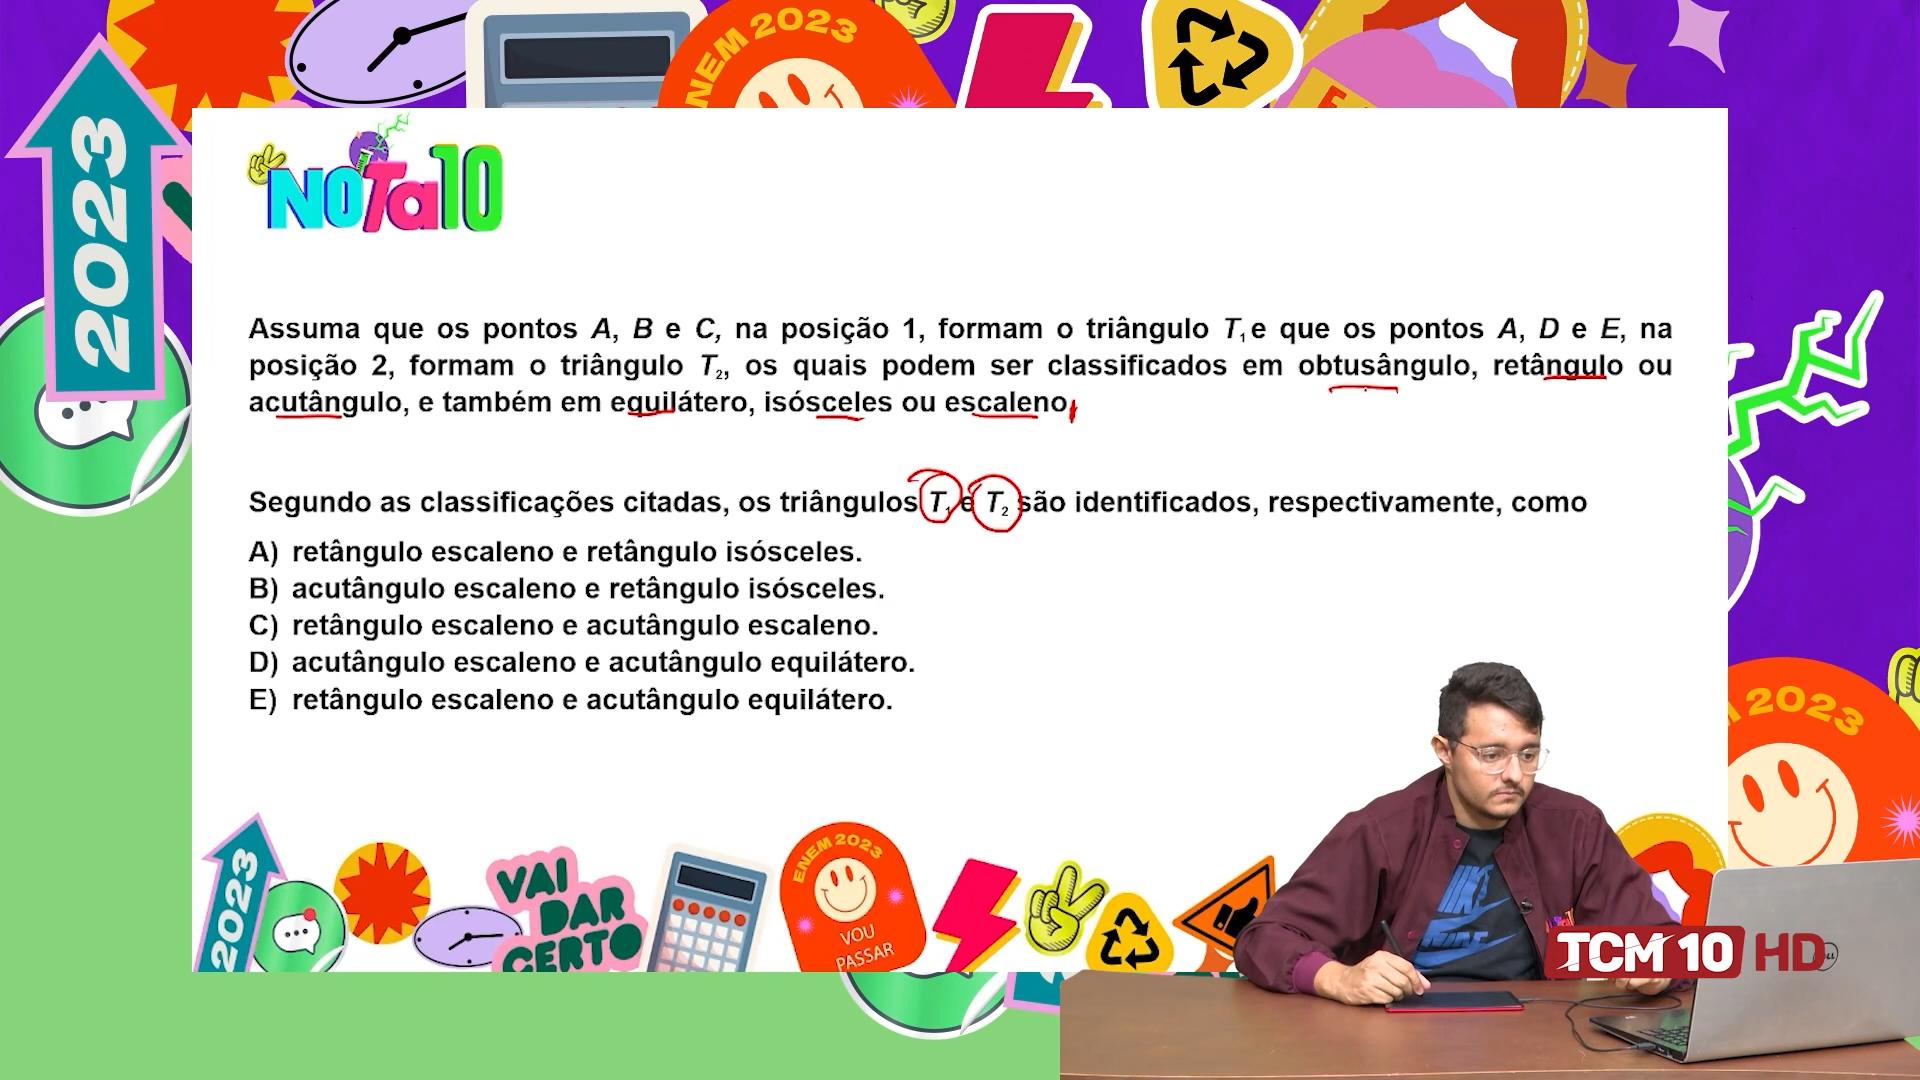 2023
ENEM 2023
NOTa10
Assuma que os pontos A, B e C, na posição 1, formam o triângulo T1 e que os pontos A, D e E, na
posição 2, formam o triângulo T2, os quais podem ser classificados em obtusângulo, retângulo ou
acutângulo, e também em equilátero, isósceles ou escaleno.
Segundo as classificações citadas, os triângulos T1 e T2 são identificados, respectivamente, como
A) retângulo escaleno e retângulo isósceles.
B) acutângulo escaleno e retângulo isósceles.
C) retângulo escaleno e acutângulo escaleno.
D) acutângulo escaleno e acutângulo equilátero.
E) retângulo escaleno e acutângulo equilátero.
2023
2023
VAI
DAR
CERTO
ENEM 2023
VOU
PASSAR
NIKE
TCM 10 HD